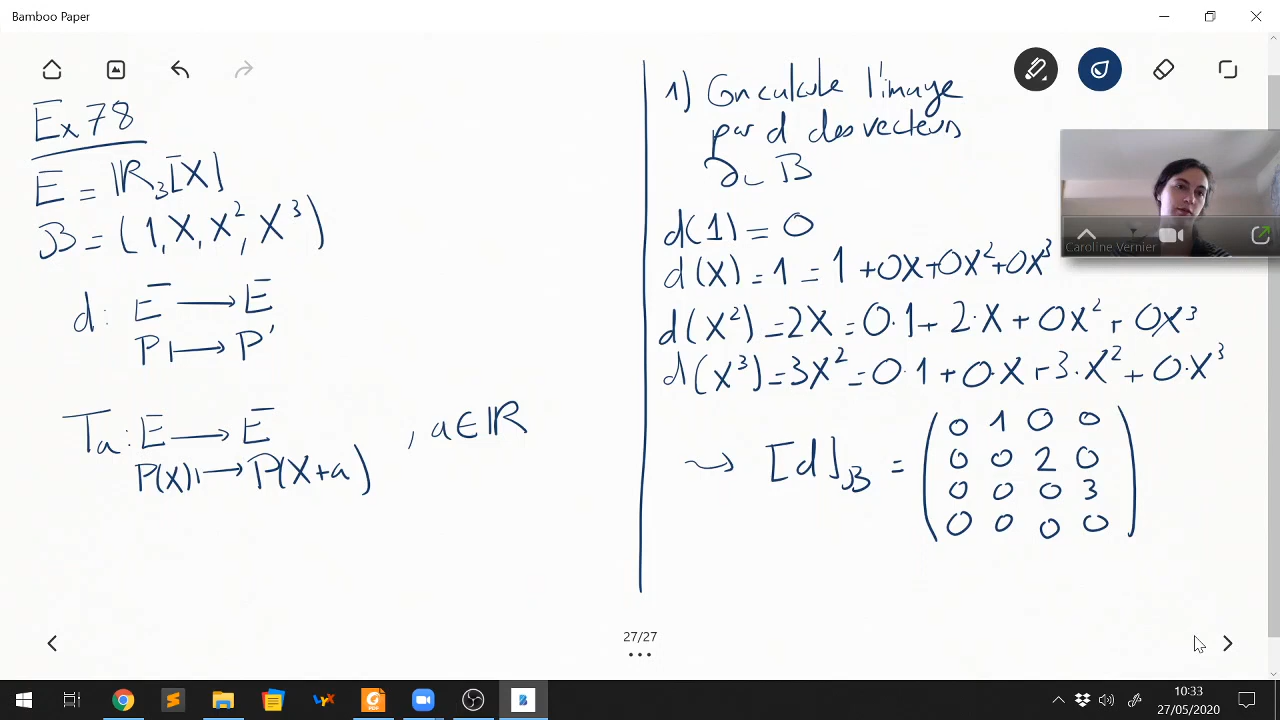 Bamboo Paper
Ex 78
E = ℝ₃[X]
B = (1, X, X², X³)
d: E ⟶ E
P ⟼ P'
Ta: E ⟶ E , a ∈ ℝ
P(X) ⟼ P(X+a)
1) On calcule l'image
par d des vecteurs
de B
d(1) = 0
d(X) = 1 = 1 + 0X + 0X² + 0X³
d(X²) = 2X = 0·1 + 2·X + 0X² + 0X³
d(X³) = 3X² = 0·1 + 0·X + 3·X² + 0·X³
⇝ [d]B = 
0 1 0 0
0 0 2 0
0 0 0 3
0 0 0 0
Caroline Vernier
27/27
10:33
27/05/2020